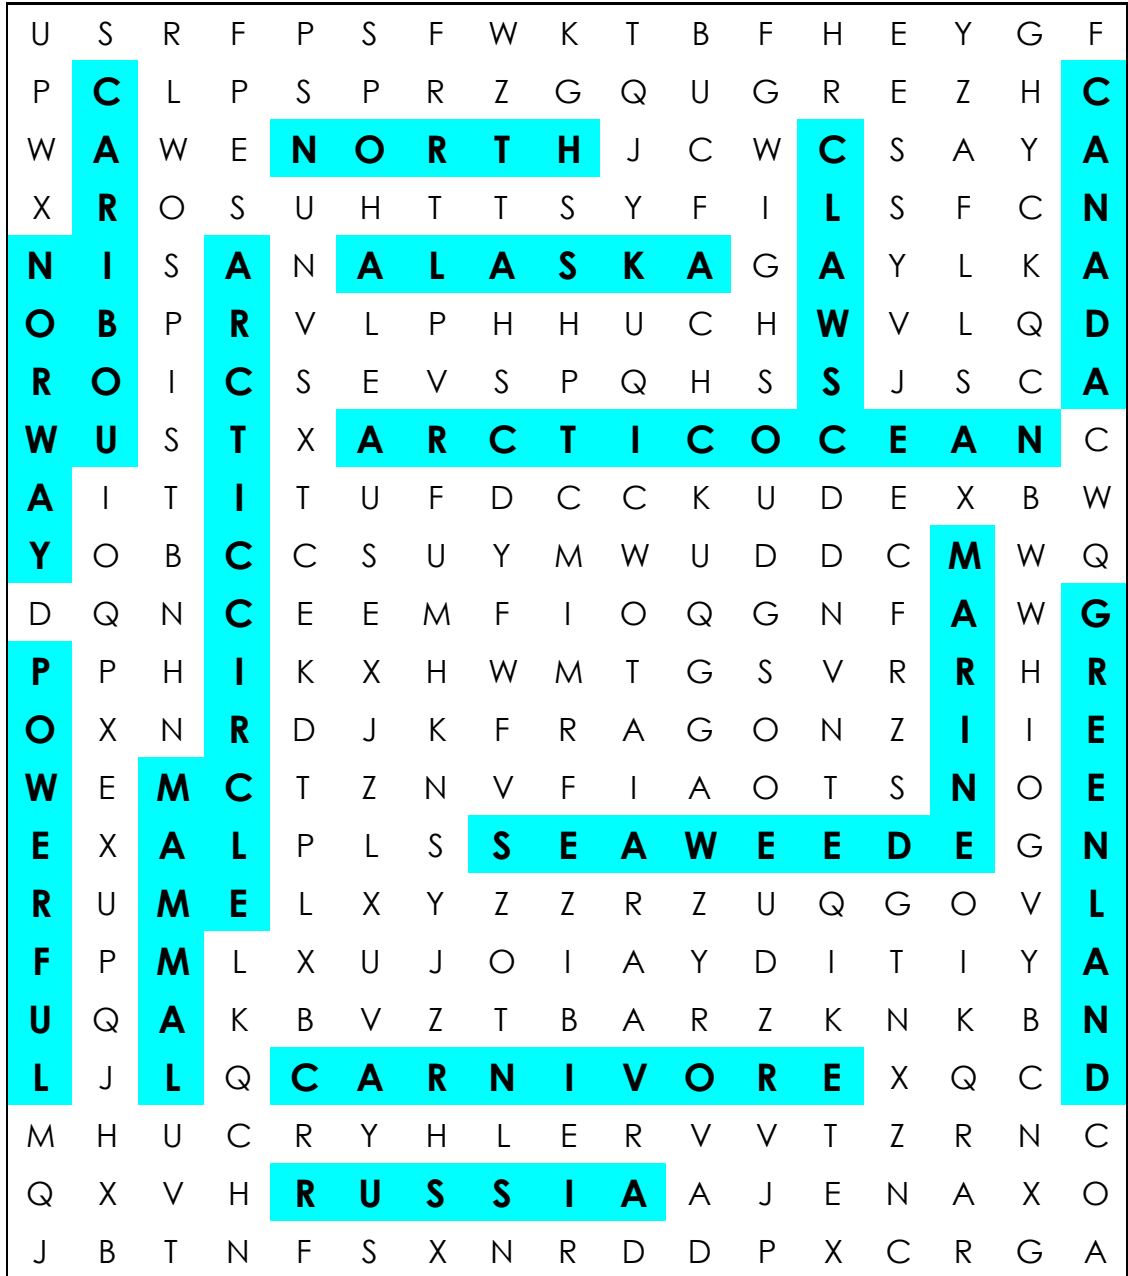 U S R F P S F W K T B F H E Y G F
P C L P S P R Z G Q U G R E Z H C
W A W E N O R T H J C W C S A Y A
X R O S U H T T S Y F I L S F C N
N I S A N A L A S K A G A Y L K A
O B P R V L P H H U C H W V L Q D
R O I C S E V S P Q H S S J S C A
W U S T X A R C T I C O C E A N C
A I T I T U F D C C K U D E X B W
Y O B C C S U Y M W U D D C M W Q
D Q N C E E M F I O Q G N F A W G
P P H I K X H W M T G S V R R H R
O X N R D J K F R A G O N Z I I E
W E M C T Z N V F I A O T S N O E
E X A L P L S S E A W E E D E G N
R U M E L X Y Z Z R Z U Q G O V L
F P M L X U J O I A Y D I T I Y A
U Q A K B V Z T B A R Z K N K B N
L J L Q C A R N I V O R E X Q C D
M H U C R Y H L E R V V T Z R N C
Q X V H R U S S I A A J E N A X O
J B T N F S X N R D D P X C R G A